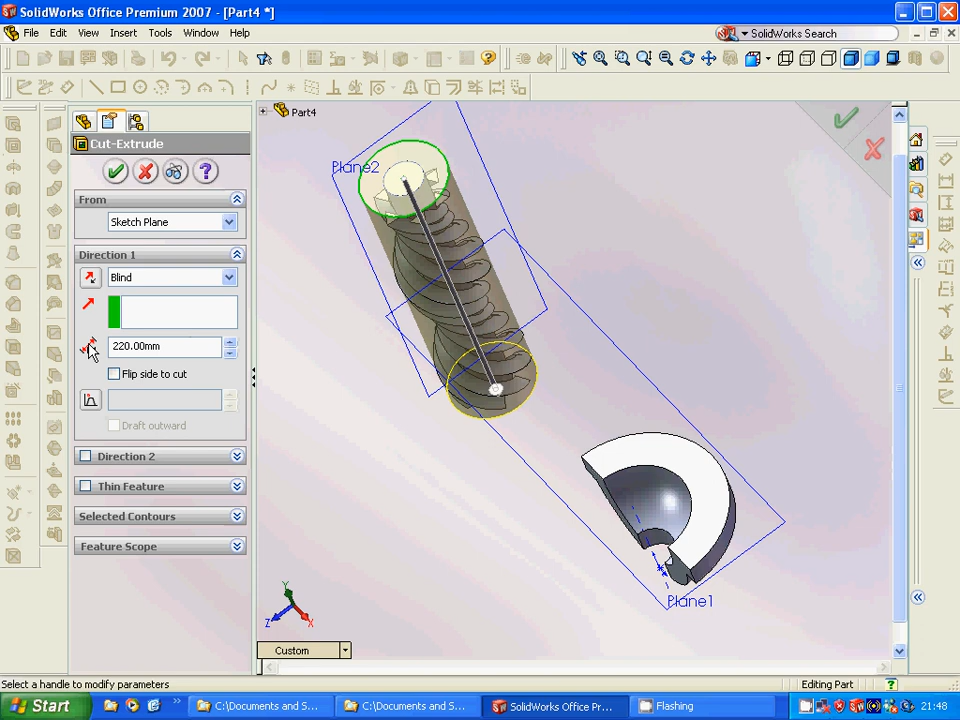 SolidWorks Office Premium 2007 - [Part4 *]
File Edit View Insert Tools Window Help
SolidWorks Search
Cut-Extrude
From
Sketch Plane
Direction 1
Blind
220.00mm
Flip side to cut
Draft outward
Direction 2
Thin Feature
Selected Contours
Feature Scope
Part4
Plane2
Plane1
Y
Z
X
Custom
Select a handle to modify parameters
Editing Part
Start
C:\Documents and S...
C:\Documents and S...
SolidWorks Office Pr...
Flashing
21:48